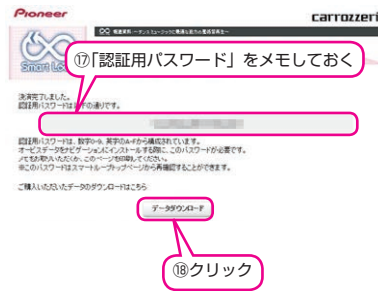 Pioneer
carrozzeri
Smart Lo
⑰「認証用パスワード」をメモしておく
決済完了しました。
認証用パスワードは以下の通りです。
認証用パスワードは、数字0-9、英字のA-Fから構成されています。
オービスデータをナビゲーションにインストールする際に、このパスワードが必要です。
メモをお取りいただくか、このページを印刷してください。
※このパスワードはスマートループトップページから再確認することができます。
ご購入いただいたデータのダウンロードはこちら
データダウンロード
⑱クリック